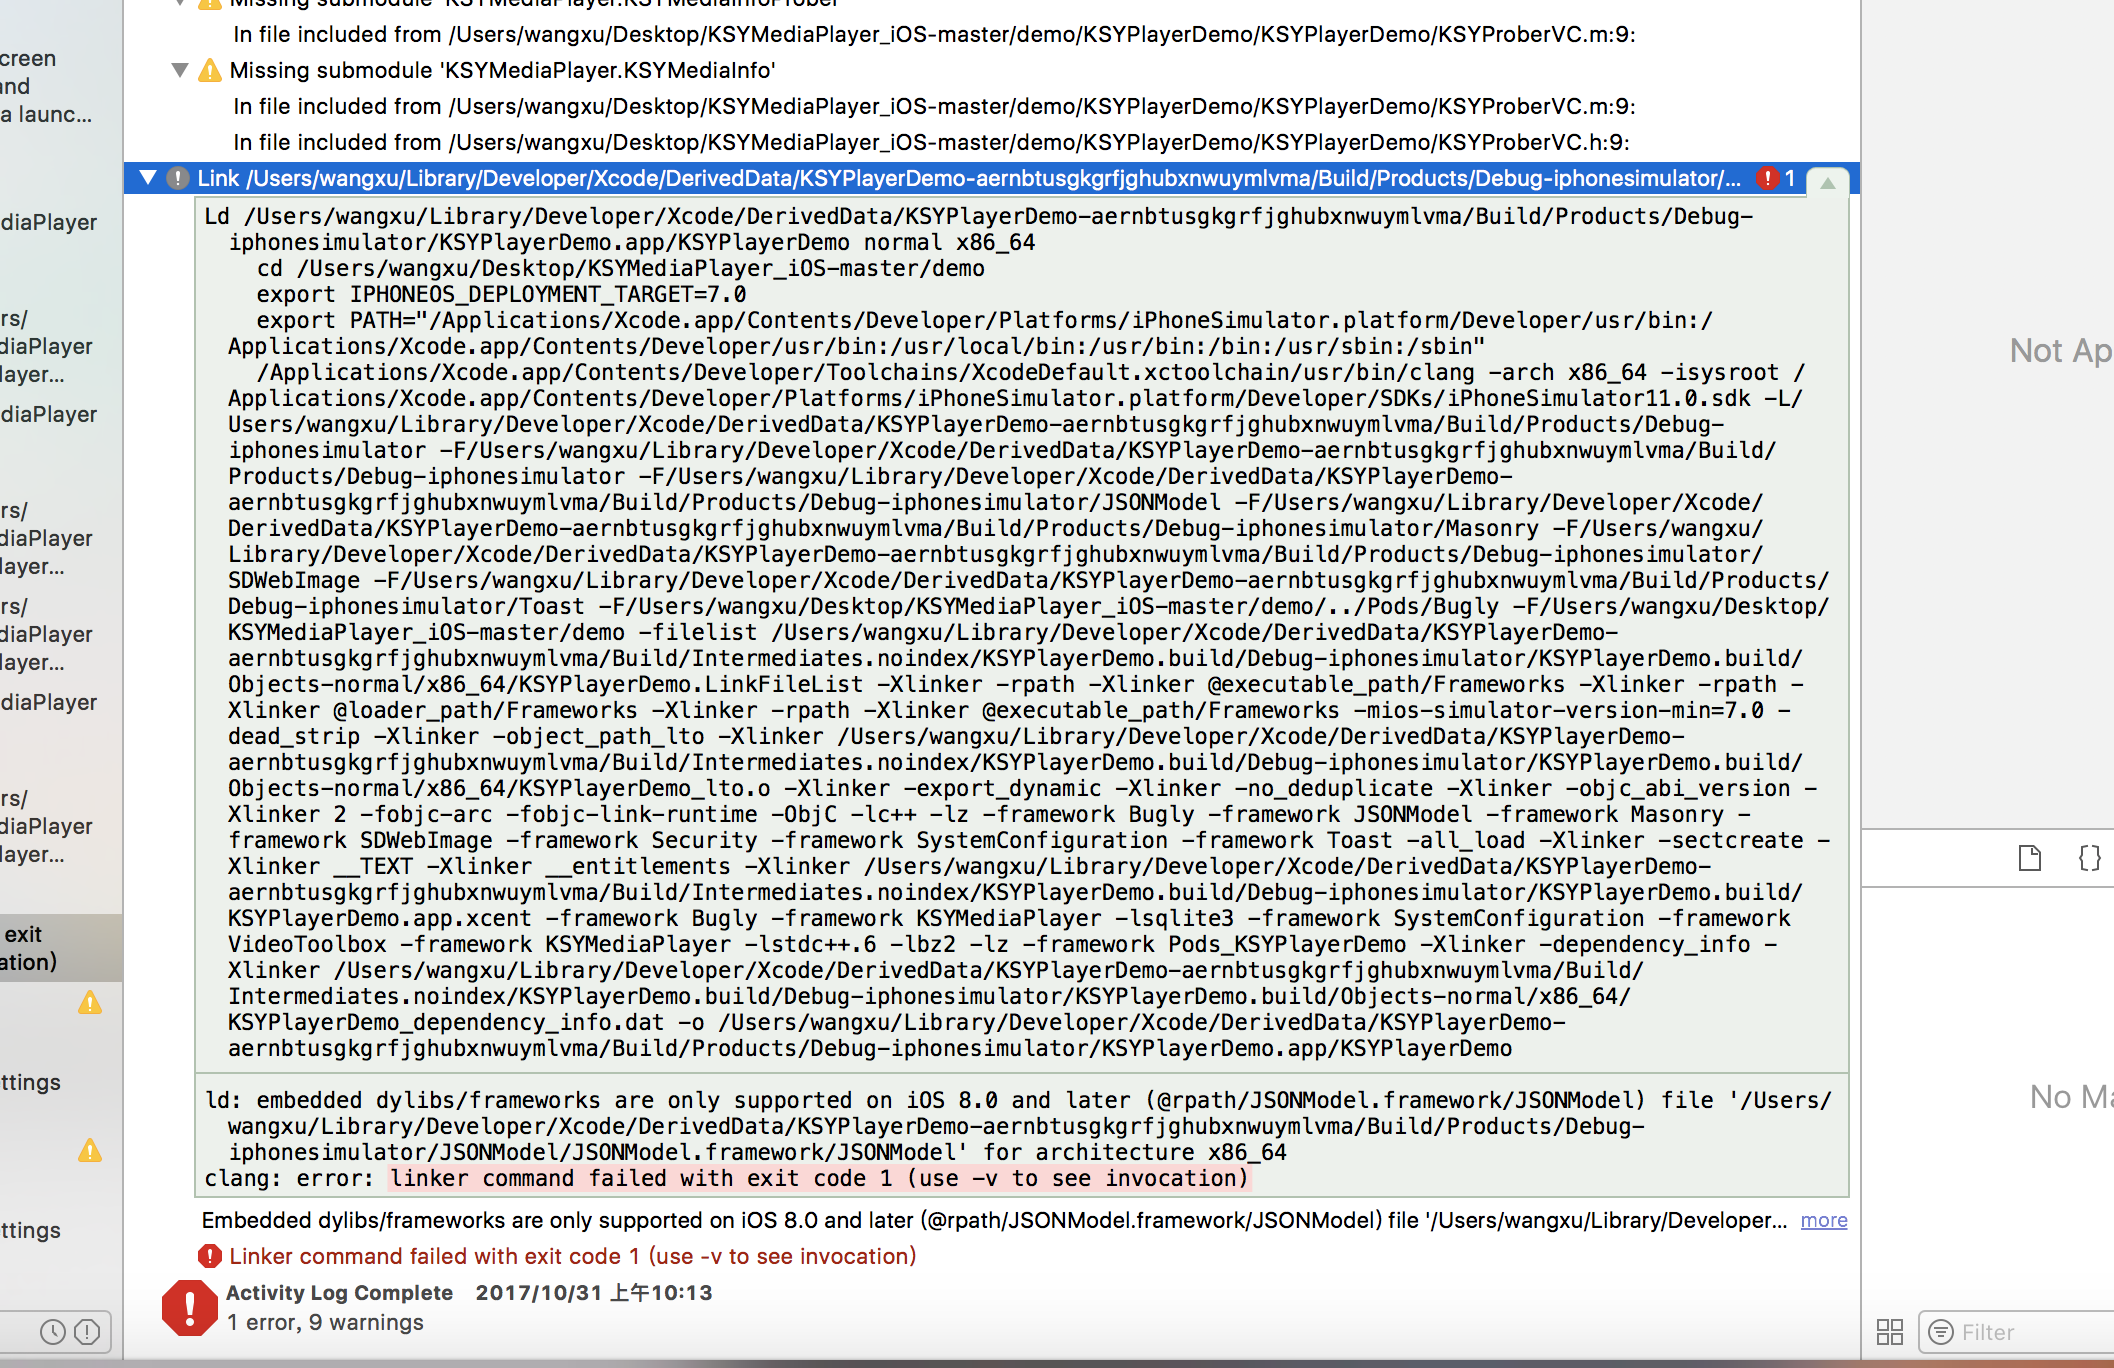 Missing submodule 'KSYMediaPlayer.KSYMediaInfoProber'
In file included from /Users/wangxu/Desktop/KSYMediaPlayer_iOS-master/demo/KSYPlayerDemo/KSYPlayerDemo/KSYProberVC.m:9:
Missing submodule 'KSYMediaPlayer.KSYMediaInfo'
In file included from /Users/wangxu/Desktop/KSYMediaPlayer_iOS-master/demo/KSYPlayerDemo/KSYPlayerDemo/KSYProberVC.m:9:
In file included from /Users/wangxu/Desktop/KSYMediaPlayer_iOS-master/demo/KSYPlayerDemo/KSYPlayerDemo/KSYProberVC.h:9:
Link /Users/wangxu/Library/Developer/Xcode/DerivedData/KSYPlayerDemo-aernbtusgkgrfjghubxnwuymlvma/Build/Products/Debug-iphonesimulator/... 1
Ld /Users/wangxu/Library/Developer/Xcode/DerivedData/KSYPlayerDemo-aernbtusgkgrfjghubxnwuymlvma/Build/Products/Debug-
iphonesimulator/KSYPlayerDemo.app/KSYPlayerDemo normal x86_64
cd /Users/wangxu/Desktop/KSYMediaPlayer_iOS-master/demo
export IPHONEOS_DEPLOYMENT_TARGET=7.0
export PATH="/Applications/Xcode.app/Contents/Developer/Platforms/iPhoneSimulator.platform/Developer/usr/bin:/
Applications/Xcode.app/Contents/Developer/usr/bin:/usr/local/bin:/usr/bin:/bin:/usr/sbin:/sbin"
/Applications/Xcode.app/Contents/Developer/Toolchains/XcodeDefault.xctoolchain/usr/bin/clang -arch x86_64 -isysroot /
Applications/Xcode.app/Contents/Developer/Platforms/iPhoneSimulator.platform/Developer/SDKs/iPhoneSimulator11.0.sdk -L/
Users/wangxu/Library/Developer/Xcode/DerivedData/KSYPlayerDemo-aernbtusgkgrfjghubxnwuymlvma/Build/Products/Debug-
iphonesimulator -F/Users/wangxu/Library/Developer/Xcode/DerivedData/KSYPlayerDemo-aernbtusgkgrfjghubxnwuymlvma/Build/
Products/Debug-iphonesimulator -F/Users/wangxu/Library/Developer/Xcode/DerivedData/KSYPlayerDemo-
aernbtusgkgrfjghubxnwuymlvma/Build/Products/Debug-iphonesimulator/JSONModel -F/Users/wangxu/Library/Developer/Xcode/
DerivedData/KSYPlayerDemo-aernbtusgkgrfjghubxnwuymlvma/Build/Products/Debug-iphonesimulator/Masonry -F/Users/wangxu/
Library/Developer/Xcode/DerivedData/KSYPlayerDemo-aernbtusgkgrfjghubxnwuymlvma/Build/Products/Debug-iphonesimulator/
SDWebImage -F/Users/wangxu/Library/Developer/Xcode/DerivedData/KSYPlayerDemo-aernbtusgkgrfjghubxnwuymlvma/Build/Products/
Debug-iphonesimulator/Toast -F/Users/wangxu/Desktop/KSYMediaPlayer_iOS-master/demo/../Pods/Bugly -F/Users/wangxu/Desktop/
KSYMediaPlayer_iOS-master/demo -filelist /Users/wangxu/Library/Developer/Xcode/DerivedData/KSYPlayerDemo-
aernbtusgkgrfjghubxnwuymlvma/Build/Intermediates.noindex/KSYPlayerDemo.build/Debug-iphonesimulator/KSYPlayerDemo.build/
Objects-normal/x86_64/KSYPlayerDemo.LinkFileList -Xlinker -rpath -Xlinker @executable_path/Frameworks -Xlinker -rpath -
Xlinker @loader_path/Frameworks -Xlinker -rpath -Xlinker @executable_path/Frameworks -mios-simulator-version-min=7.0 -
dead_strip -Xlinker -object_path_lto -Xlinker /Users/wangxu/Library/Developer/Xcode/DerivedData/KSYPlayerDemo-
aernbtusgkgrfjghubxnwuymlvma/Build/Intermediates.noindex/KSYPlayerDemo.build/Debug-iphonesimulator/KSYPlayerDemo.build/
Objects-normal/x86_64/KSYPlayerDemo_lto.o -Xlinker -export_dynamic -Xlinker -no_deduplicate -Xlinker -objc_abi_version -
Xlinker 2 -fobjc-arc -fobjc-link-runtime -ObjC -lc++ -lz -framework Bugly -framework JSONModel -framework Masonry -
framework SDWebImage -framework Security -framework SystemConfiguration -framework Toast -all_load -Xlinker -sectcreate -
Xlinker __TEXT -Xlinker __entitlements -Xlinker /Users/wangxu/Library/Developer/Xcode/DerivedData/KSYPlayerDemo-
aernbtusgkgrfjghubxnwuymlvma/Build/Intermediates.noindex/KSYPlayerDemo.build/Debug-iphonesimulator/KSYPlayerDemo.build/
KSYPlayerDemo.app.xcent -framework Bugly -framework KSYMediaPlayer -lsqlite3 -framework SystemConfiguration -framework
VideoToolbox -framework KSYMediaPlayer -lstdc++.6 -lbz2 -lz -framework Pods_KSYPlayerDemo -Xlinker -dependency_info -
Xlinker /Users/wangxu/Library/Developer/Xcode/DerivedData/KSYPlayerDemo-aernbtusgkgrfjghubxnwuymlvma/Build/
Intermediates.noindex/KSYPlayerDemo.build/Debug-iphonesimulator/KSYPlayerDemo.build/Objects-normal/x86_64/
KSYPlayerDemo_dependency_info.dat -o /Users/wangxu/Library/Developer/Xcode/DerivedData/KSYPlayerDemo-
aernbtusgkgrfjghubxnwuymlvma/Build/Products/Debug-iphonesimulator/KSYPlayerDemo.app/KSYPlayerDemo
ld: embedded dylibs/frameworks are only supported on iOS 8.0 and later (@rpath/JSONModel.framework/JSONModel) file '/Users/
wangxu/Library/Developer/Xcode/DerivedData/KSYPlayerDemo-aernbtusgkgrfjghubxnwuymlvma/Build/Products/Debug-
iphonesimulator/JSONModel/JSONModel.framework/JSONModel' for architecture x86_64
clang: error: linker command failed with exit code 1 (use -v to see invocation)
Embedded dylibs/frameworks are only supported on iOS 8.0 and later (@rpath/JSONModel.framework/JSONModel) file '/Users/wangxu/Library/Developer... more
Linker command failed with exit code 1 (use -v to see invocation)
Activity Log Complete 2017/10/31 上午10:13
1 error, 9 warnings
creen
and
a launc...
diaPlayer
rs/
diaPlayer
layer...
diaPlayer
rs/
diaPlayer
layer...
rs/
diaPlayer
layer...
diaPlayer
rs/
diaPlayer
layer...
exit
ation)
ttings
ttings
Not Ap
{}
No Ma
Filter